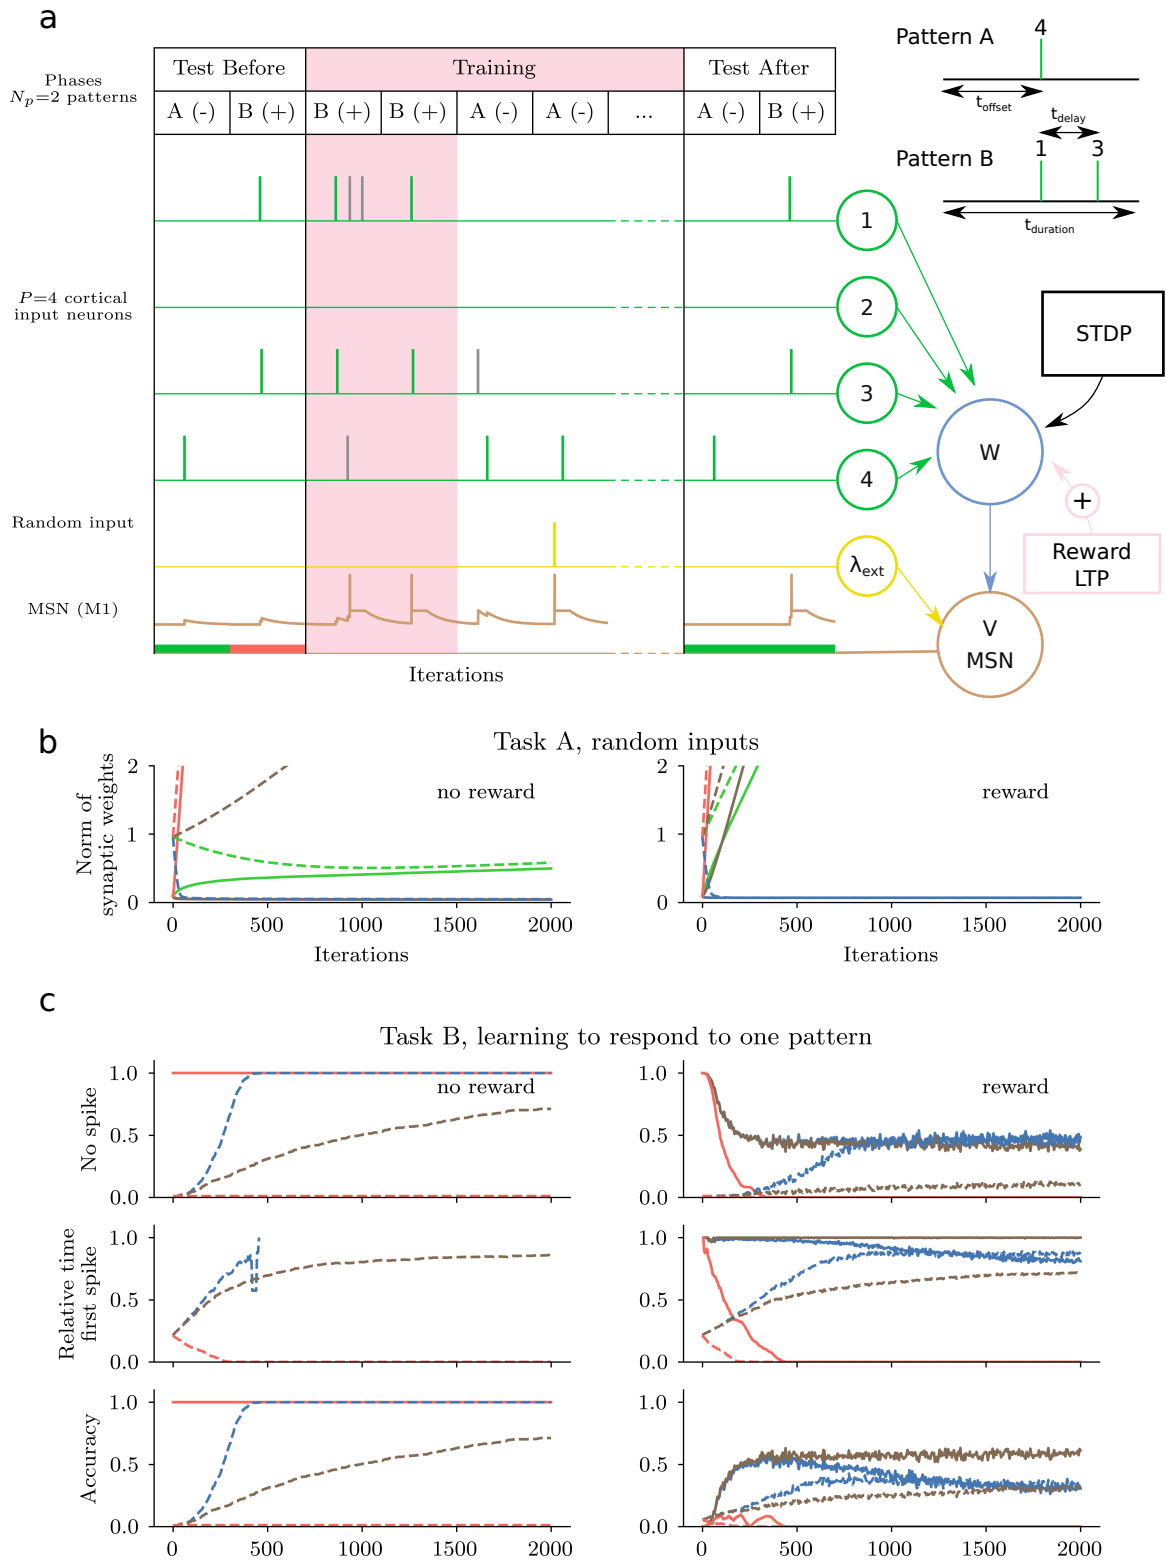 a
Phases
Np=2 patterns
Test Before
Training
Test After
A (-)
B (+)
B (+)
B (+)
A (-)
A (-)
...
A (-)
B (+)
Pattern A
4
toffset
tdelay
Pattern B
1
3
tduration
P=4 cortical
input neurons
1
2
3
4
STDP
W
+
Reward
LTP
Random input
λext
MSN (M1)
V
MSN
Iterations
b
Task A, random inputs
Norm of
synaptic weights
2
1
0
no reward
0
500
1000
1500
2000
Iterations
2
1
0
reward
0
500
1000
1500
2000
Iterations
c
Task B, learning to respond to one pattern
No spike
1.0
0.5
0.0
no reward
1.0
0.5
0.0
reward
Relative time
first spike
1.0
0.5
0.0
1.0
0.5
0.0
Accuracy
1.0
0.5
0.0
0
500
1000
1500
2000
1.0
0.5
0.0
0
500
1000
1500
2000